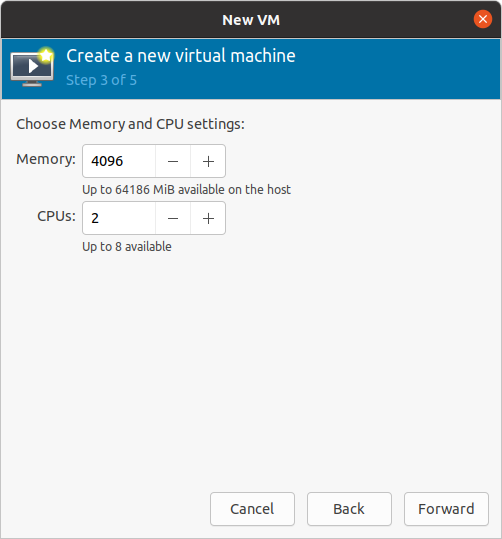 New VM
Create a new virtual machine
Step 3 of 5
Choose Memory and CPU settings:
Memory: 4096 − +
Up to 64186 MiB available on the host
CPUs: 2 − +
Up to 8 available
Cancel Back Forward